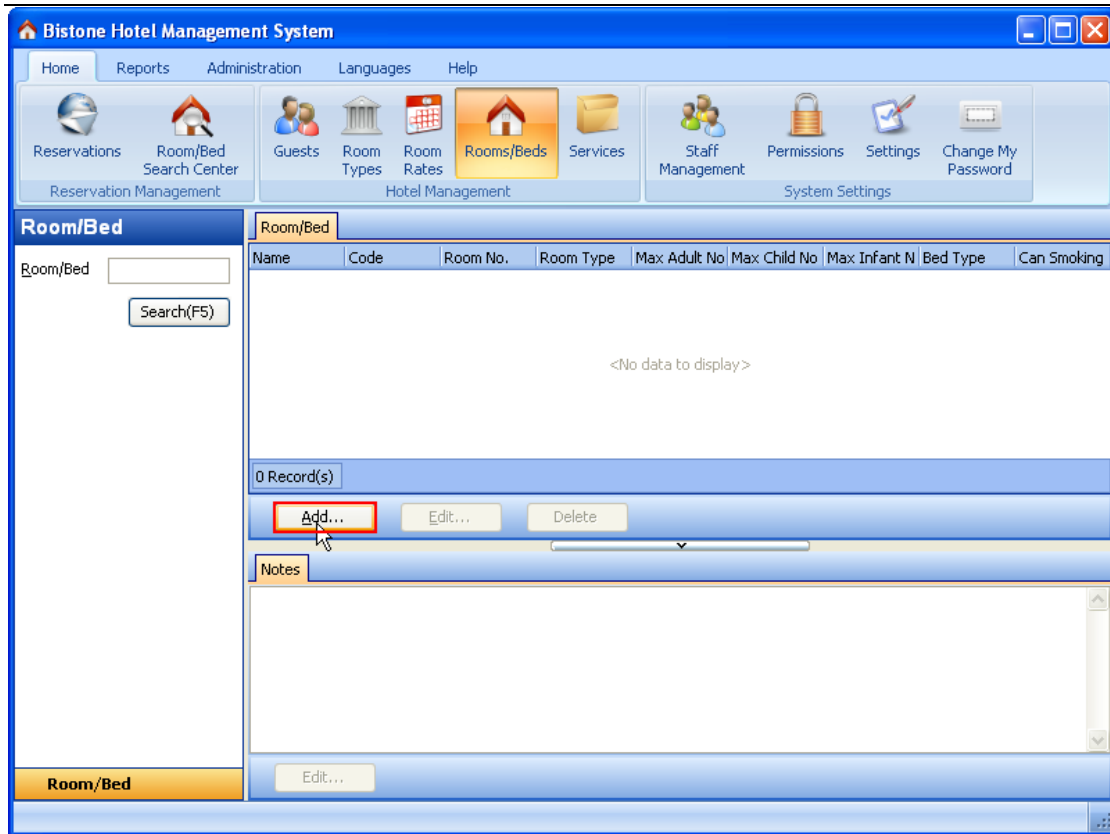 Bistone Hotel Management System
Home Reports Administration Languages Help
Reservations Room/Bed Search Center Guests Room Types Room Rates Rooms/Beds Services Staff Management Permissions Settings Change My Password
Reservation Management Hotel Management System Settings
Room/Bed
Room/Bed
Search(F5)
Room/Bed
Name Code Room No. Room Type Max Adult No Max Child No Max Infant N Bed Type Can Smoking
<No data to display>
0 Record(s)
Add... Edit... Delete
Notes
Edit...
Room/Bed